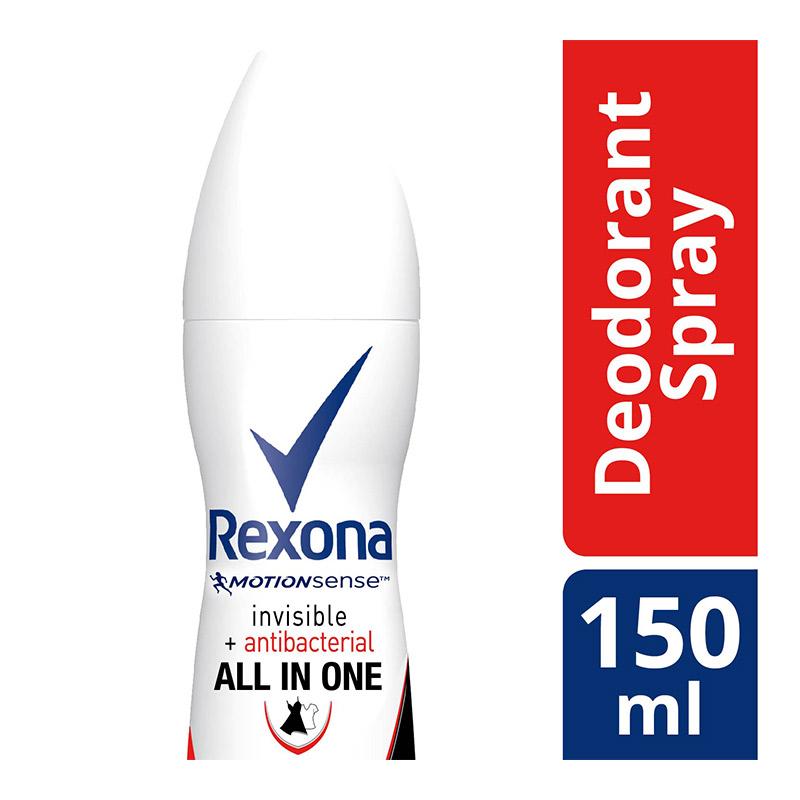 Rexona
MOTIONsense™
invisible
+ antibacterial
ALL IN ONE
Deodorant
Spray
150
ml